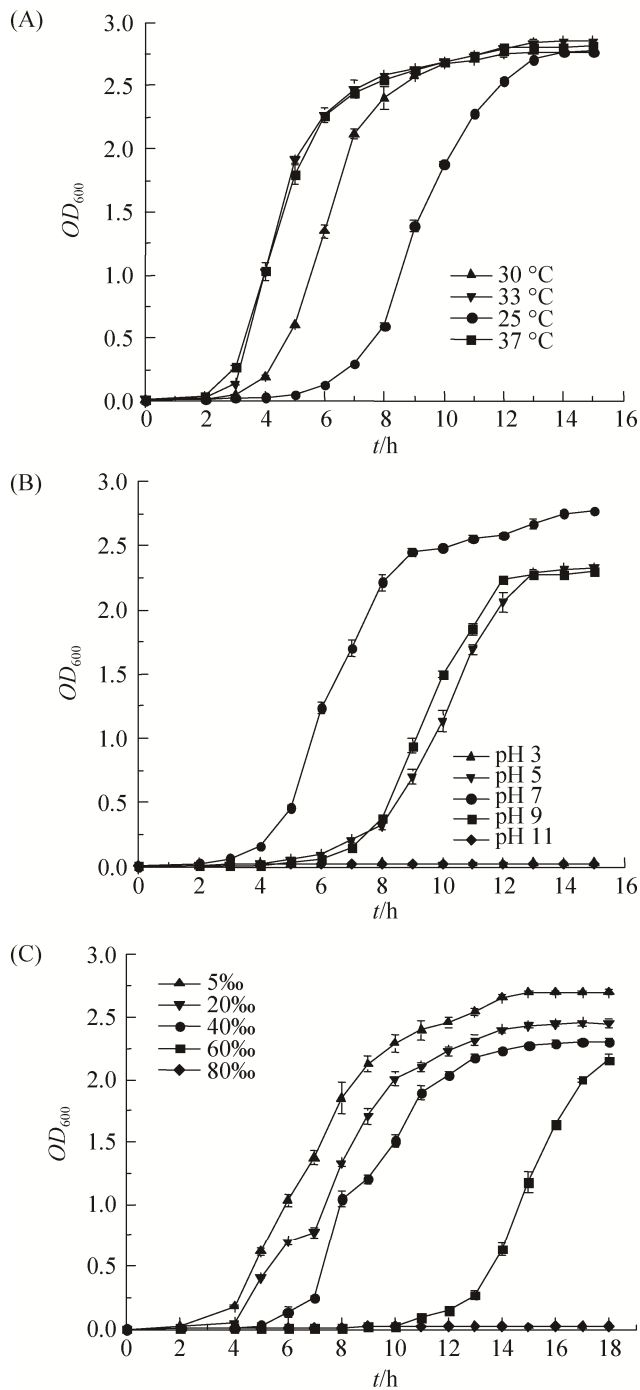 (A)
3.0
2.5
2.0
1.5
1.0
0.5
0.0
OD600
30 °C
33 °C
25 °C
37 °C
0 2 4 6 8 10 12 14 16
t/h
(B)
3.0
2.5
2.0
1.5
1.0
0.5
0.0
OD600
pH 3
pH 5
pH 7
pH 9
pH 11
0 2 4 6 8 10 12 14 16
t/h
(C)
3.0
2.5
2.0
1.5
1.0
0.5
0.0
OD600
5‰
20‰
40‰
60‰
80‰
0 2 4 6 8 10 12 14 16 18
t/h